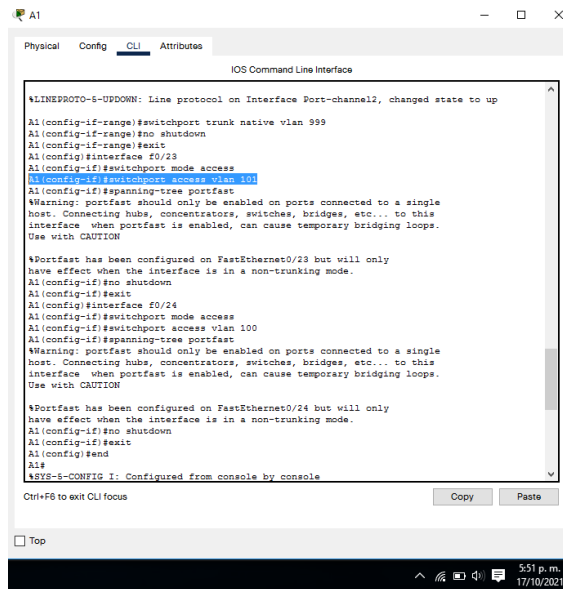 A1
Physical Config CLI Attributes
IOS Command Line Interface
%LINEPROTO-5-UPDOWN: Line protocol on Interface Port-channel2, changed state to up
A1(config-if-range)#switchport trunk native vlan 999
A1(config-if-range)#no shutdown
A1(config-if-range)#exit
A1(config)#interface f0/23
A1(config-if)#switchport mode access
A1(config-if)#switchport access vlan 101
A1(config-if)#spanning-tree portfast
%Warning: portfast should only be enabled on ports connected to a single
host. Connecting hubs, concentrators, switches, bridges, etc... to this
interface when portfast is enabled, can cause temporary bridging loops.
Use with CAUTION
%Portfast has been configured on FastEthernet0/23 but will only
have effect when the interface is in a non-trunking mode.
A1(config-if)#no shutdown
A1(config-if)#exit
A1(config)#interface f0/24
A1(config-if)#switchport mode access
A1(config-if)#switchport access vlan 100
A1(config-if)#spanning-tree portfast
%Warning: portfast should only be enabled on ports connected to a single
host. Connecting hubs, concentrators, switches, bridges, etc... to this
interface when portfast is enabled, can cause temporary bridging loops.
Use with CAUTION
%Portfast has been configured on FastEthernet0/24 but will only
have effect when the interface is in a non-trunking mode.
A1(config-if)#no shutdown
A1(config-if)#exit
A1(config)#end
A1#
%SYS-5-CONFIG I: Configured from console by console
Ctrl+F6 to exit CLI focus
Copy Paste
Top
5:51 p. m.
17/10/2021